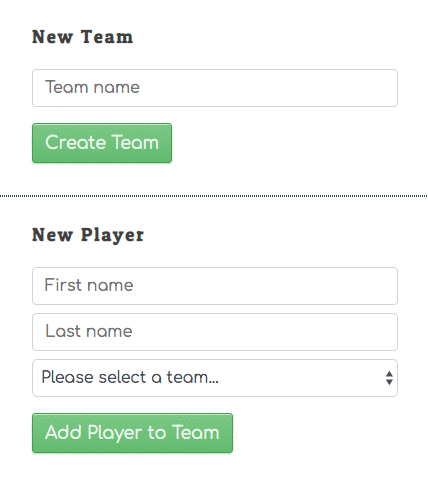 New Team
Team name
Create Team
New Player
First name
Last name
Please select a team...
Add Player to Team